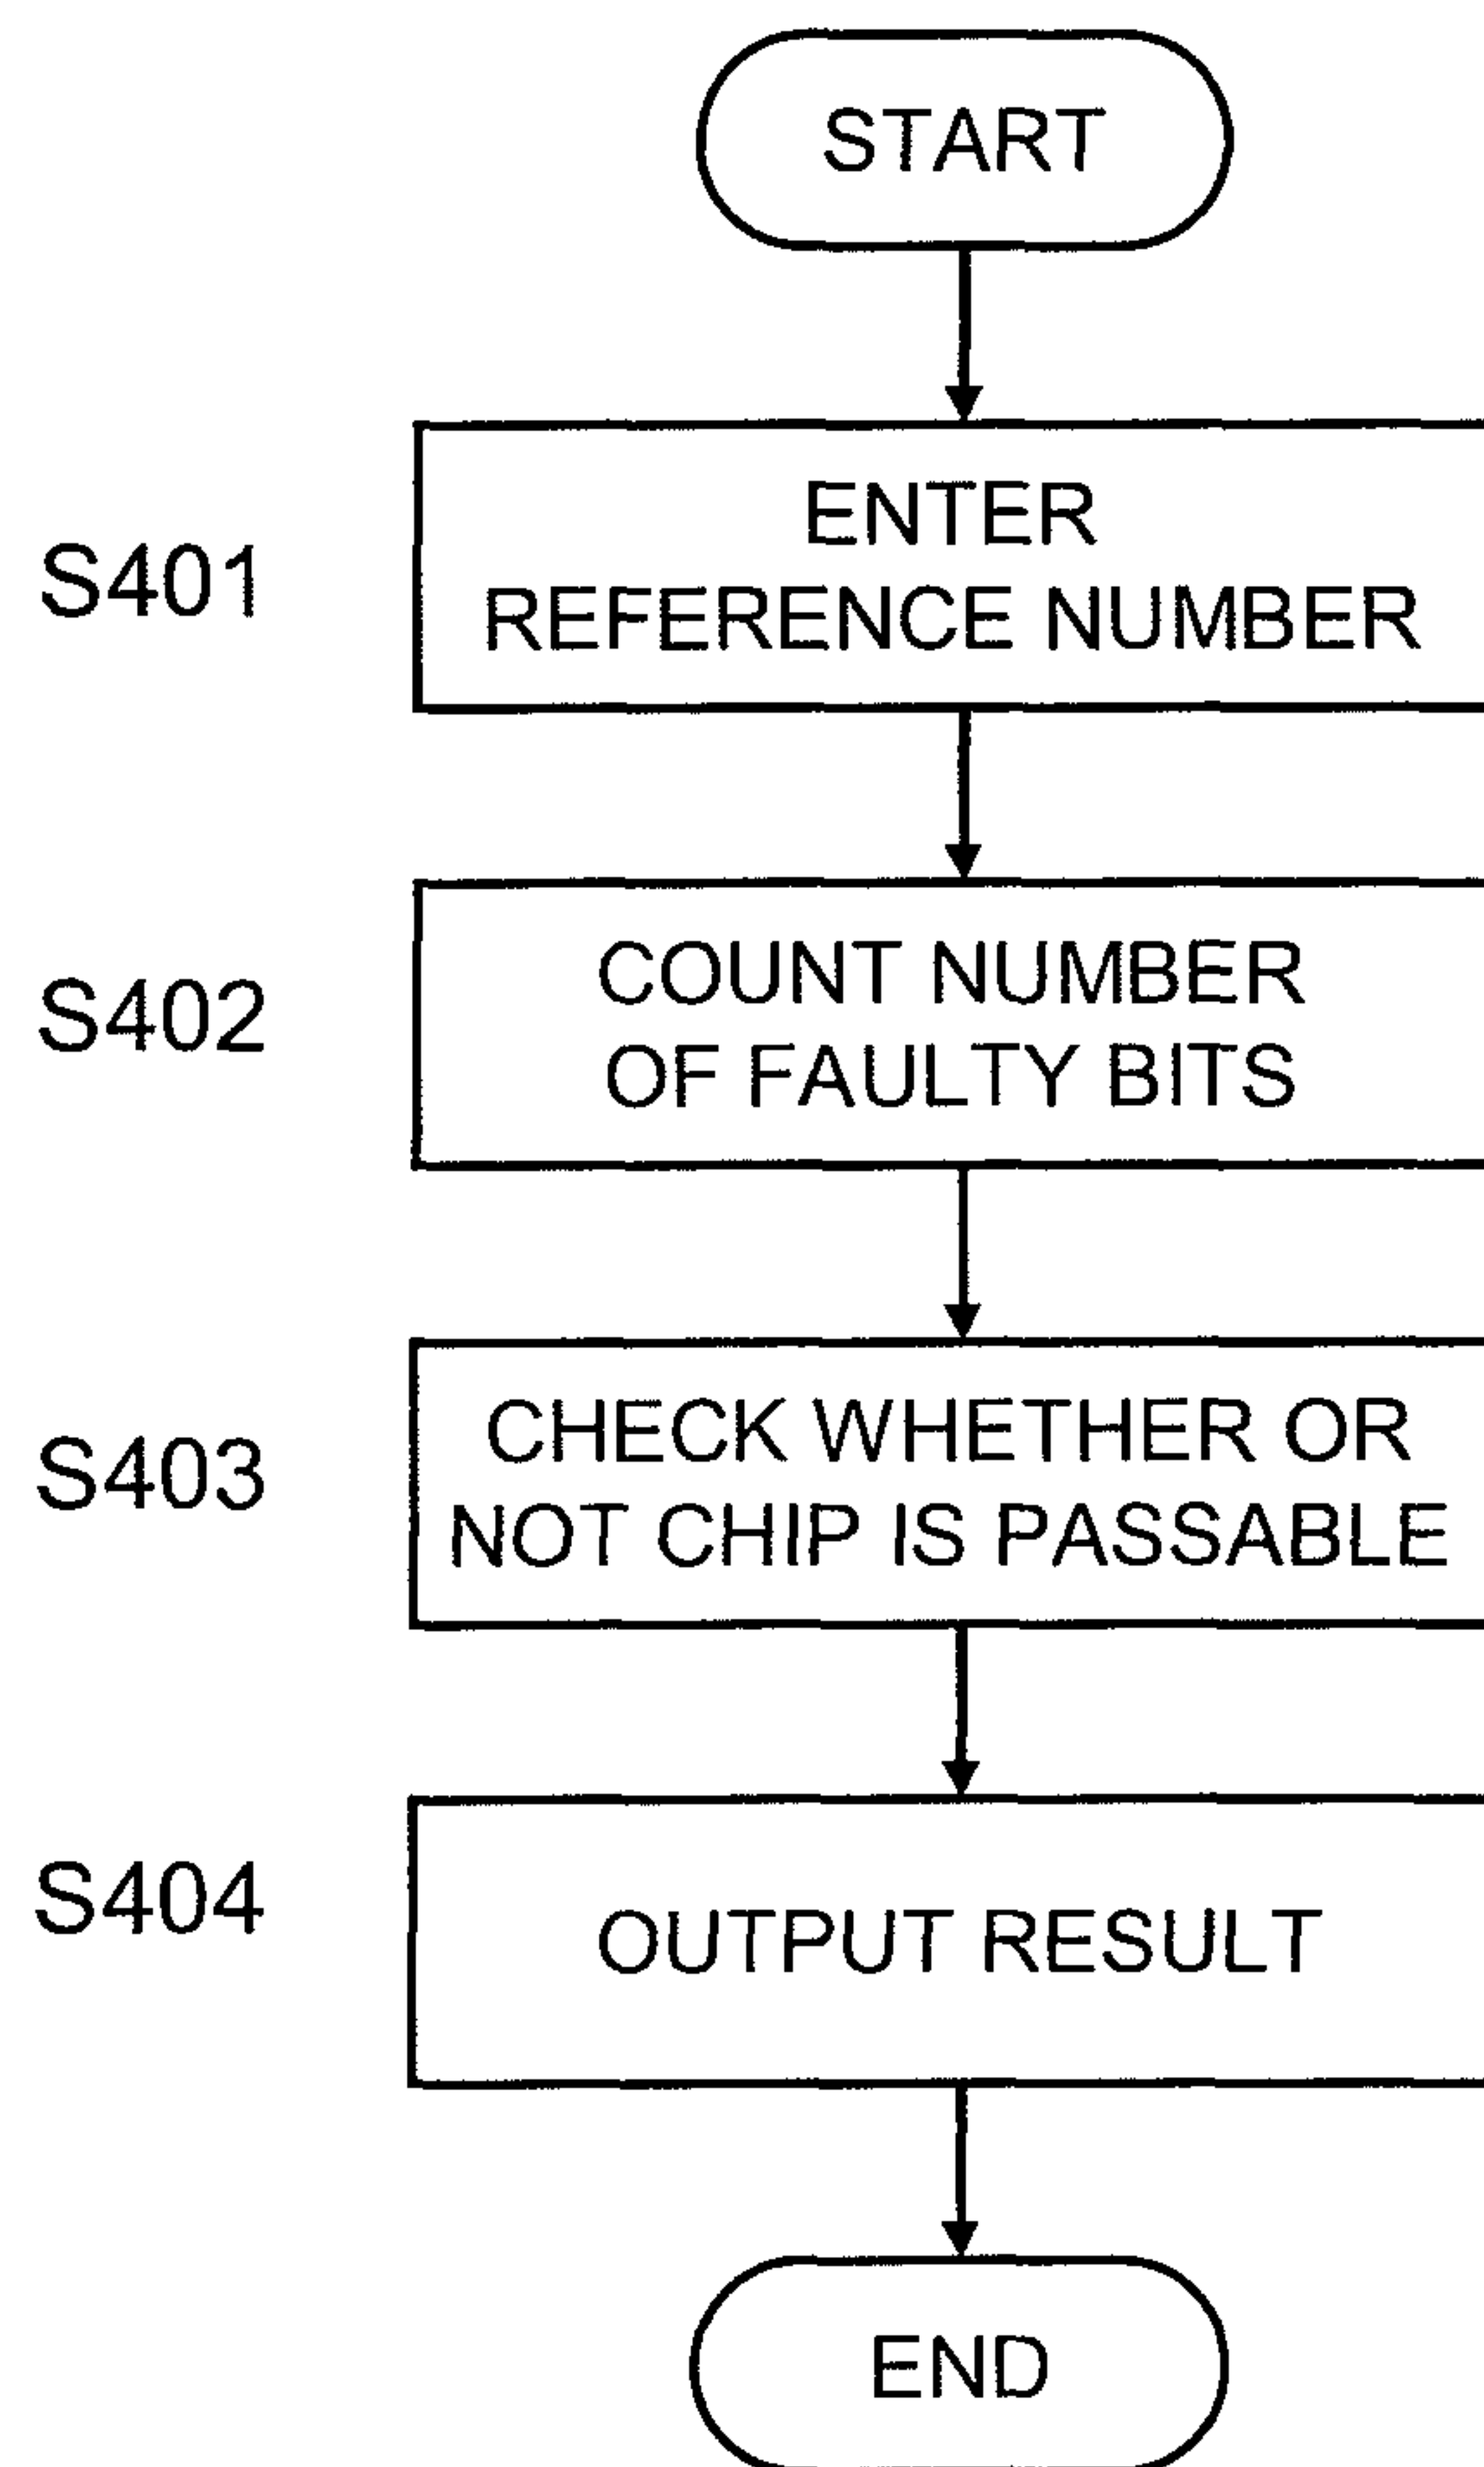 START
S401
ENTER
REFERENCE NUMBER
S402
COUNT NUMBER
OF FAULTY BITS
S403
CHECK WHETHER OR
NOT CHIP IS PASSABLE
S404
OUTPUT RESULT
END